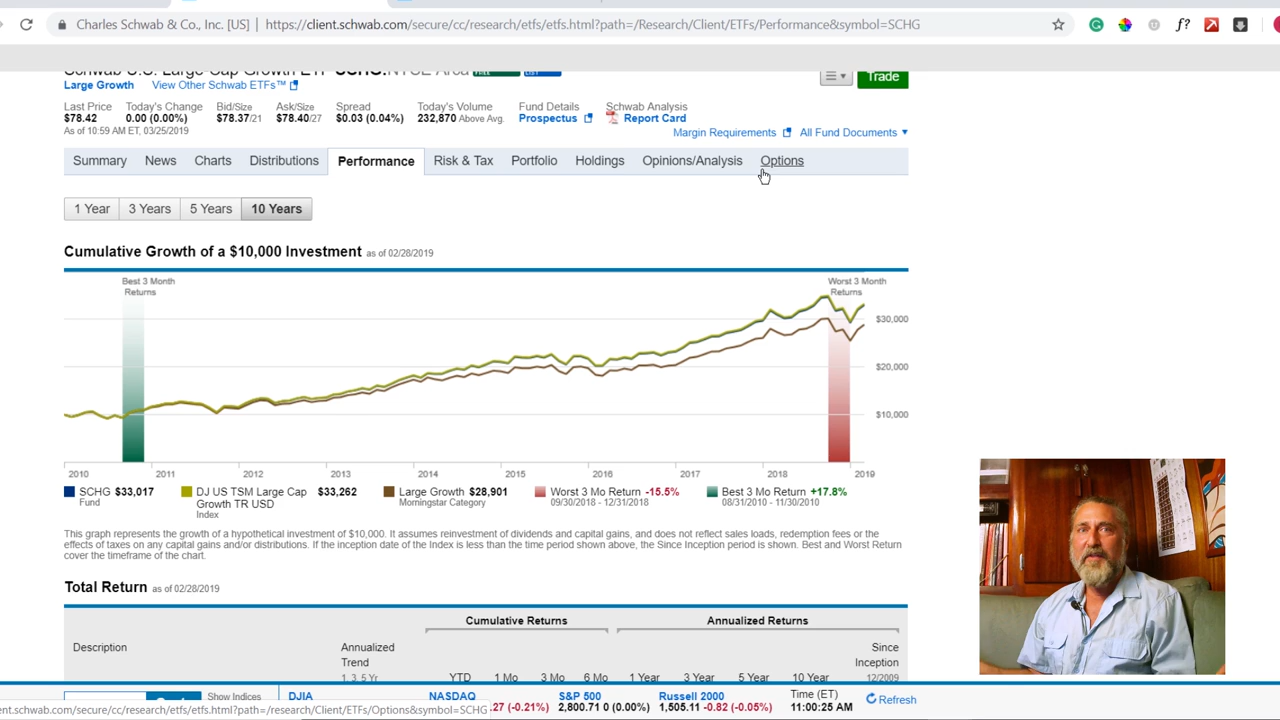 Charles Schwab & Co., Inc. [US] | https://client.schwab.com/secure/cc/research/etfs/etfs.html?path=/Research/Client/ETFs/Performance&symbol=SCHG
Schwab U.S. Large-Cap Growth ETF SCHG:NYSE Arca
Large Growth View Other Schwab ETFs™
Last Price Today's Change Bid/Size Ask/Size Spread Today's Volume Fund Details Schwab Analysis
$78.42 0.00 (0.00%) $78.37/21 $78.40/27 $0.03 (0.04%) 232,870 Above Avg. Prospectus Report Card
Trade
As of 10:59 AM ET, 03/25/2019
Margin Requirements All Fund Documents
Summary News Charts Distributions Performance Risk & Tax Portfolio Holdings Opinions/Analysis Options
1 Year 3 Years 5 Years 10 Years
Cumulative Growth of a $10,000 Investment as of 02/28/2019
Best 3 Month Returns
Worst 3 Month Returns
$30,000
$20,000
$10,000
2010 2011 2012 2013 2014 2015 2016 2017 2018 2019
SCHG $33,017 DJ US TSM Large Cap $33,262 Large Growth $28,901 Worst 3 Mo Return -15.5% Best 3 Mo Return +17.8%
Fund Growth TR USD Morningstar Category 09/30/2018 - 12/31/2018 08/31/2010 - 11/30/2010
Index
This graph represents the growth of a hypothetical investment of $10,000. It assumes reinvestment of dividends and capital gains, and does not reflect sales loads, redemption fees or the
effects of taxes on any capital gains and/or distributions. If the inception date of the Index is less than the time period shown above, the Since Inception period is shown. Best and Worst Return
cover the timeframe of the chart.
Total Return as of 02/28/2019
Cumulative Returns Annualized Returns
Description Annualized Since
Trend Inception
1, 3, 5 Yr YTD 1 Mo 3 Mo 6 Mo 1 Year 3 Year 5 Year 10 Year 12/2009
Show Indices DJIA NASDAQ S&P 500 Russell 2000 Time (ET) Refresh
.27 (-0.21%) 2,800.71 0 (0.00%) 1,505.11 -0.82 (-0.05%) 11:00:25 AM
ent.schwab.com/secure/cc/research/etfs/etfs.html?path=/research/Client/ETFs/Options&symbol=SCHG